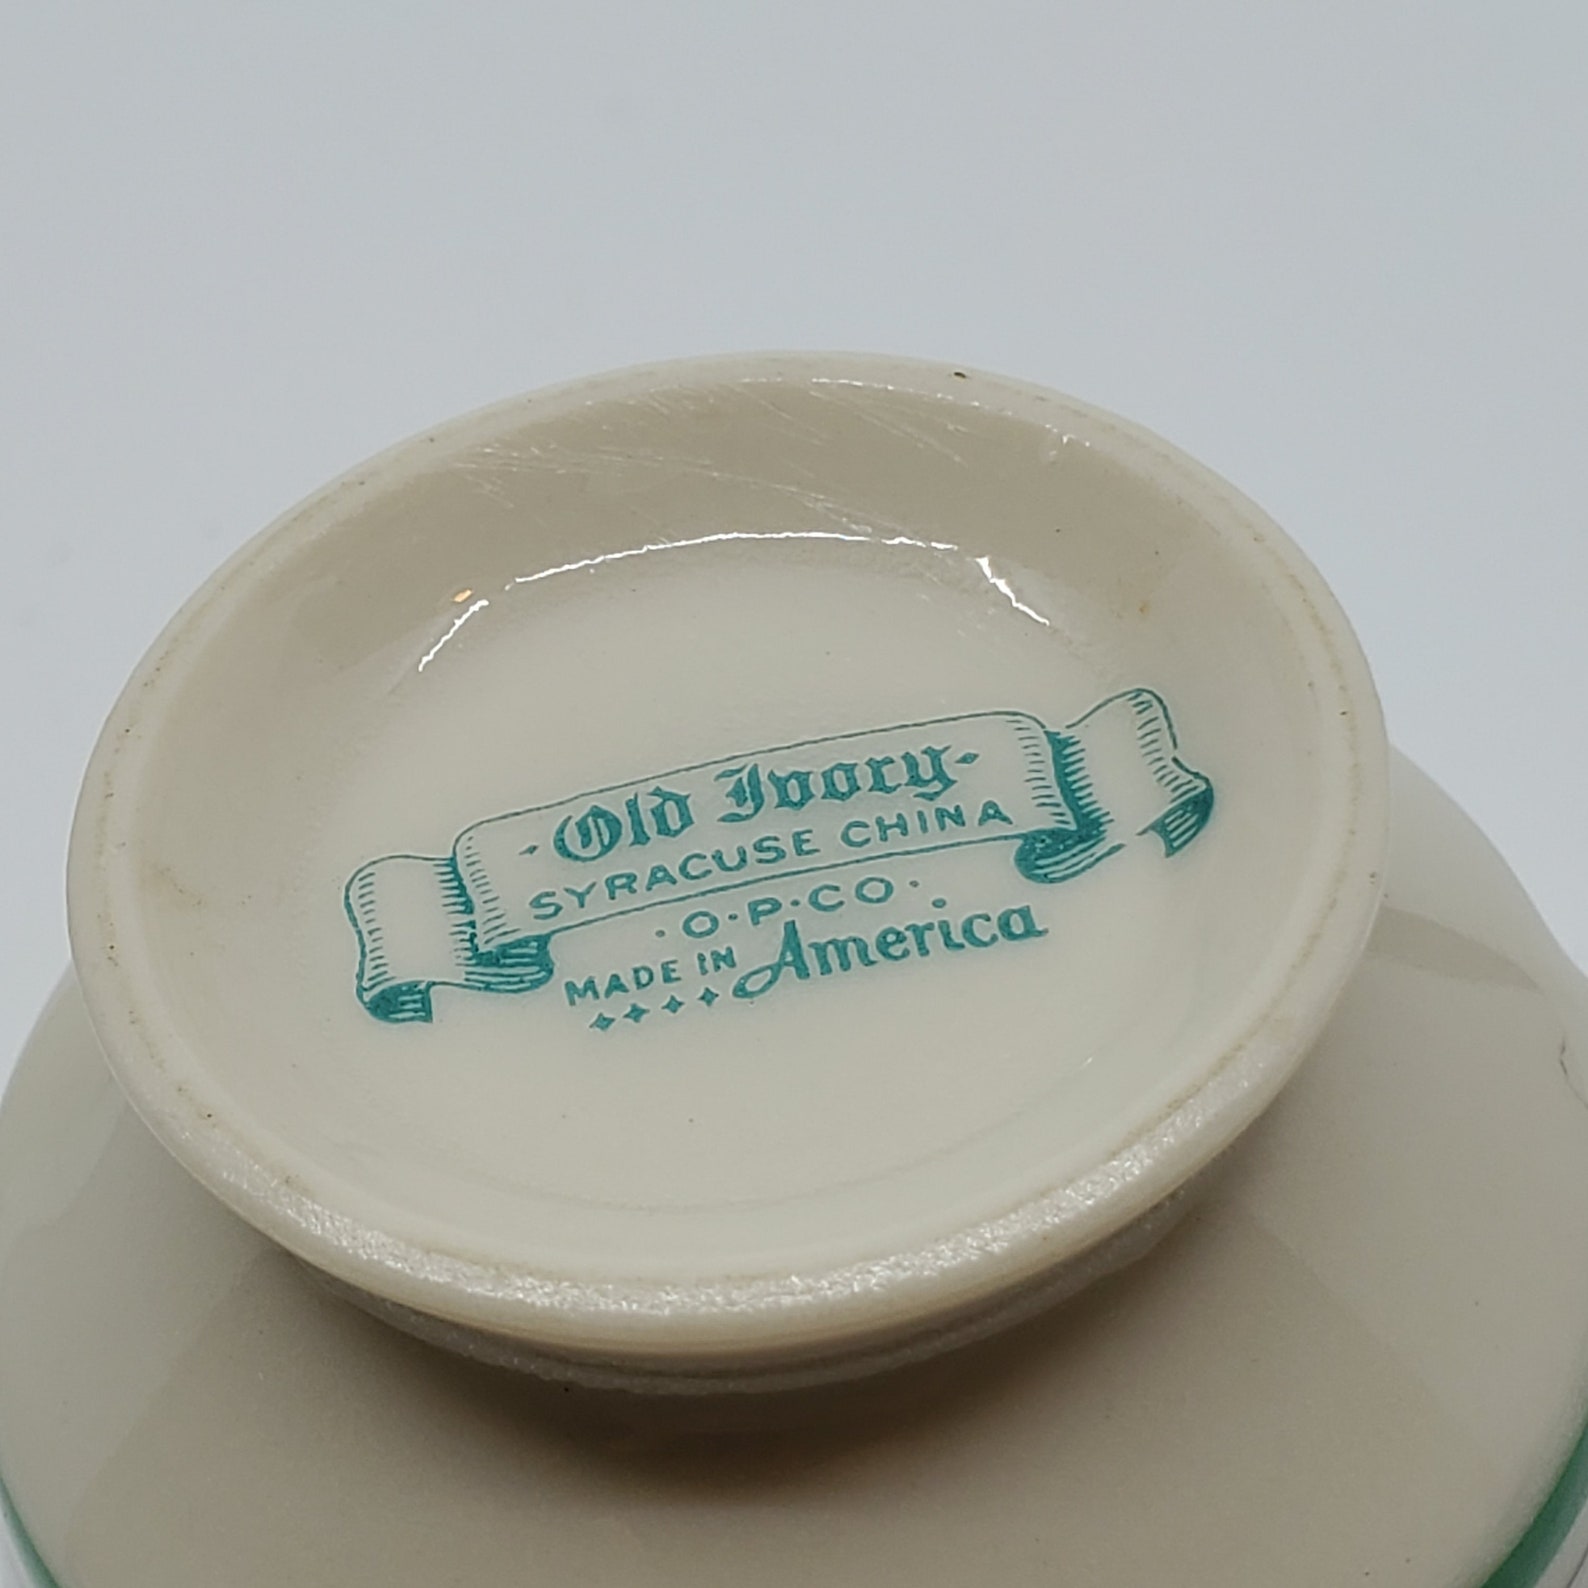 · Old Ivory ·
SYRACUSE CHINA
· O · P · CO ·
MADE IN America